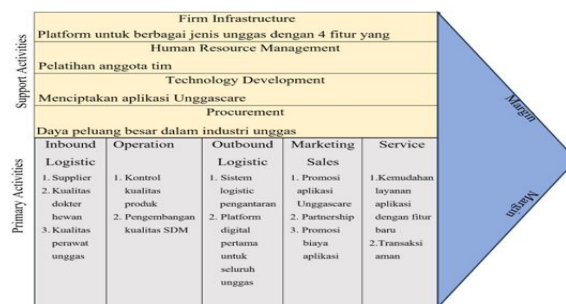 Support Activities
Firm Infrastructure
Platform untuk berbagai jenis unggas dengan 4 fitur yang
Human Resource Management
Pelatihan anggota tim
Technology Development
Menciptakan aplikasi Unggascare
Procurement
Daya peluang besar dalam industri unggas
Primary Activities
Inbound
Logistic
1. Supplier
2. Kualitas
dokter
hewan
3. Kualitas
perawat
unggas
Operation
1. Kontrol
kualitas
produk
2. Pengembangan
kualitas SDM
Outbound
Logistic
1. Sistem
logistic
pengantaran
2. Platform
digital
pertama
untuk
seluruh
unggas
Marketing
Sales
1. Promosi
aplikasi
Unggascare
2. Partnership
3. Promosi
biaya
aplikasi
Service
1.Kemudahan
layanan
aplikasi
dengan fitur
baru
2.Transaksi
aman
Margin
Margin